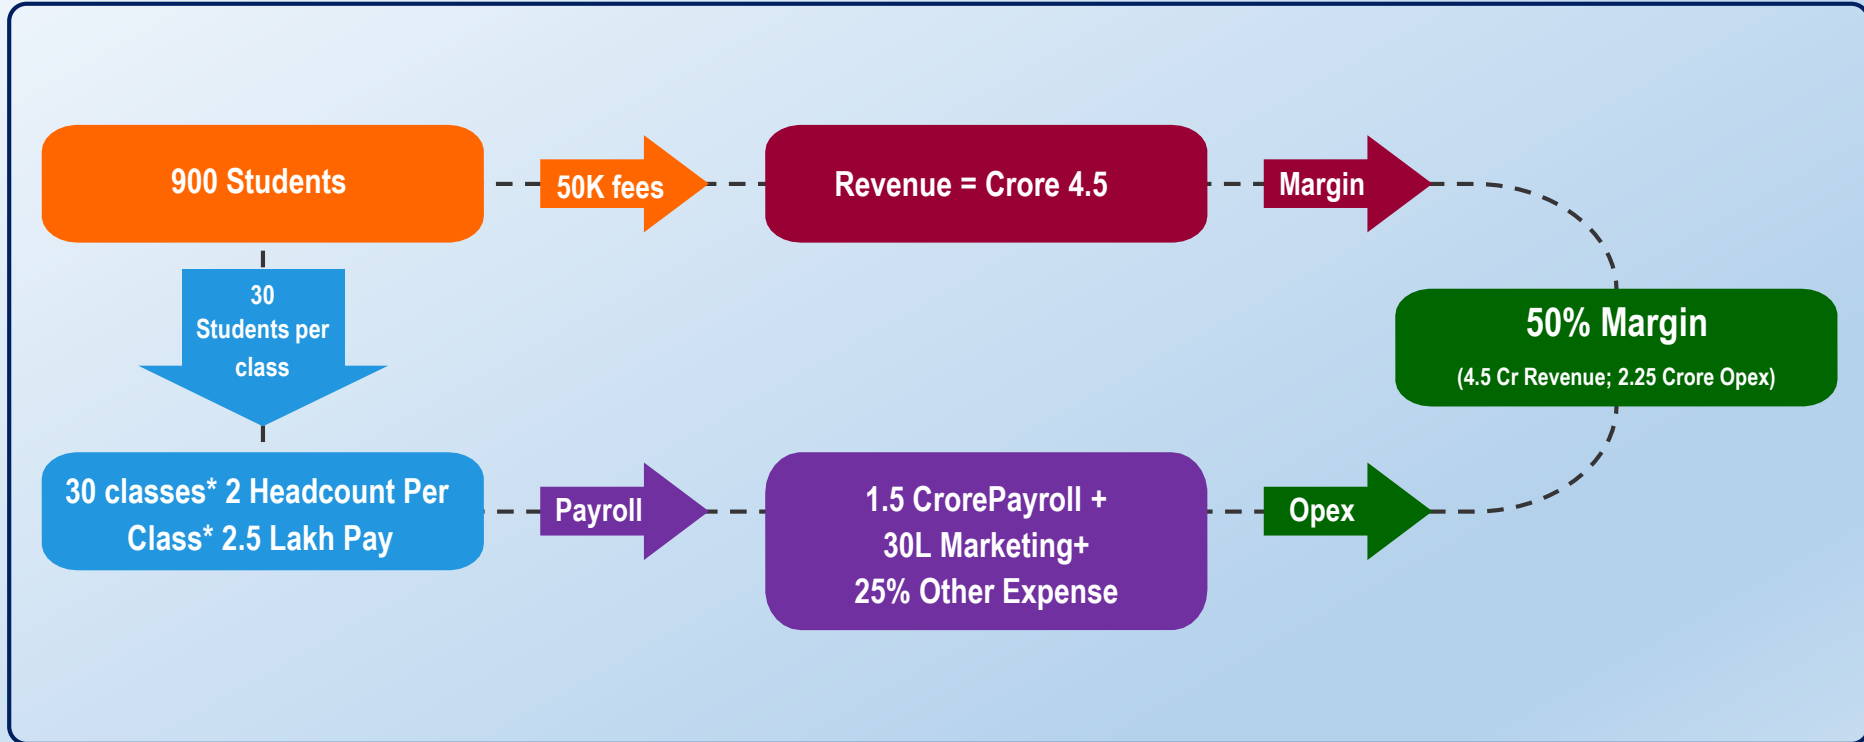 900 Students
50K fees
Revenue = Crore 4.5
Margin
30
Students per
class
50% Margin
(4.5 Cr Revenue; 2.25 Crore Opex)
30 classes* 2 Headcount Per
Class* 2.5 Lakh Pay
Payroll
1.5 CrorePayroll +
30L Marketing+
25% Other Expense
Opex